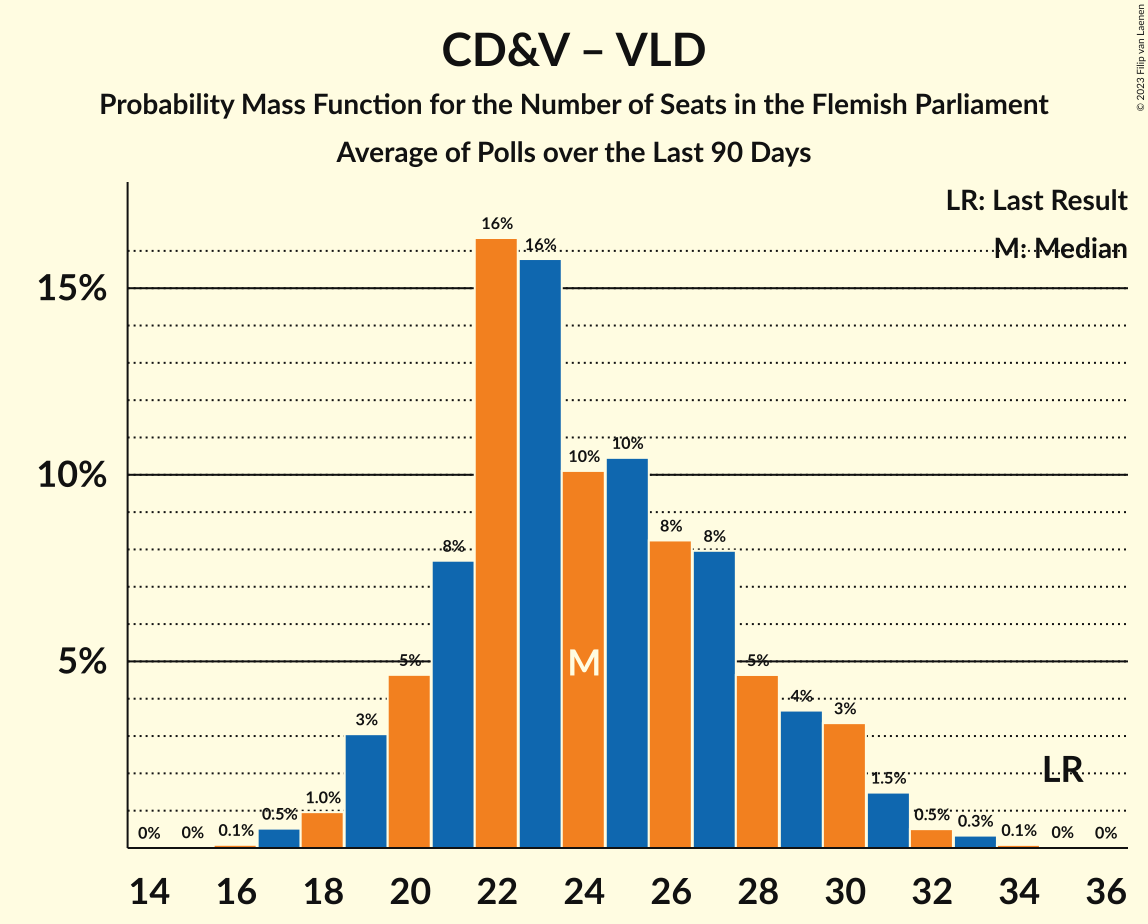 CD&V – VLD
Probability Mass Function for the Number of Seats in the Flemish Parliament
Average of Polls over the Last 90 Days
© 2023 Filip van Laenen
LR: Last Result
M: Median
15%
10%
5%
0% 0% 0.1% 0.5% 1.0% 3% 5% 8% 16% 16% 10% 10% 8% 8% 5% 4% 3% 1.5% 0.5% 0.3% 0.1% 0% 0%
M
LR
14 16 18 20 22 24 26 28 30 32 34 36